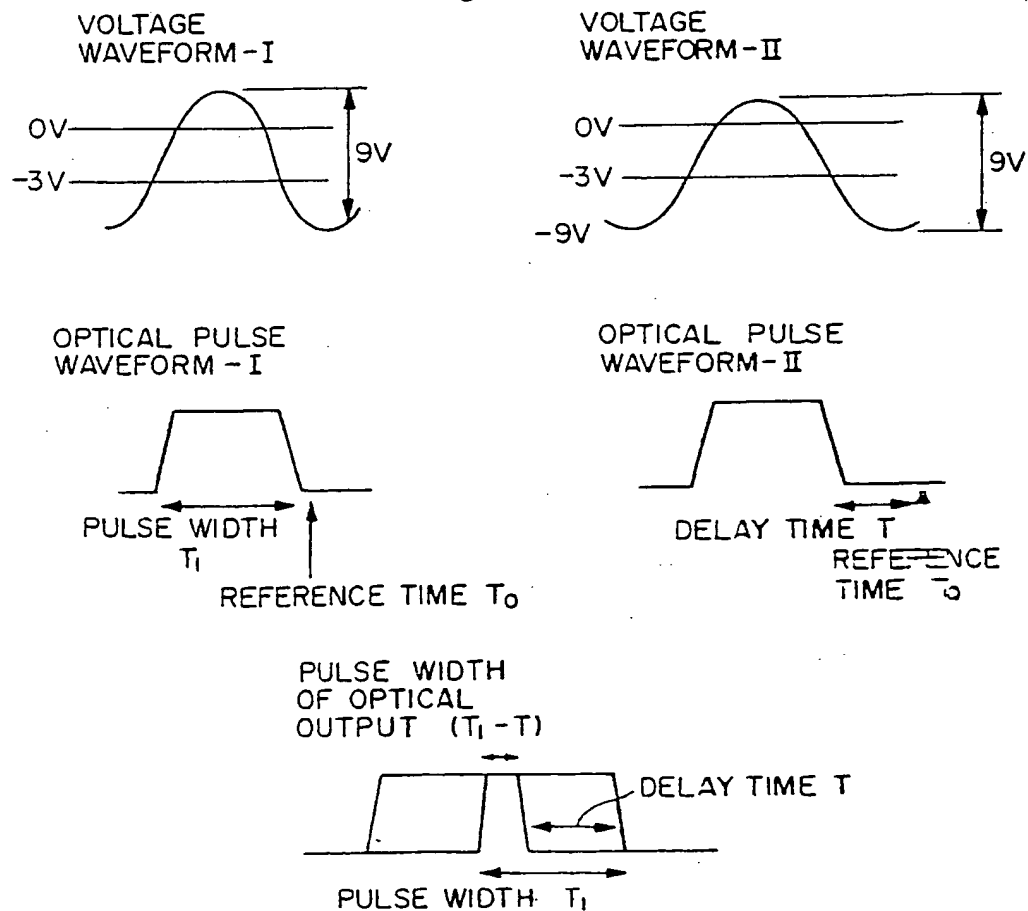 VOLTAGE
WAVEFORM-I
0V
-3V
9V
VOLTAGE
WAVEFORM-II
0V
-3V
-9V
9V
OPTICAL PULSE
WAVEFORM-I
PULSE WIDTH
T1
REFERENCE TIME T0
OPTICAL PULSE
WAVEFORM-II
DELAY TIME T
REFERENCE
TIME T0
PULSE WIDTH
OF OPTICAL
OUTPUT (T1-T)
DELAY TIME T
PULSE WIDTH T1